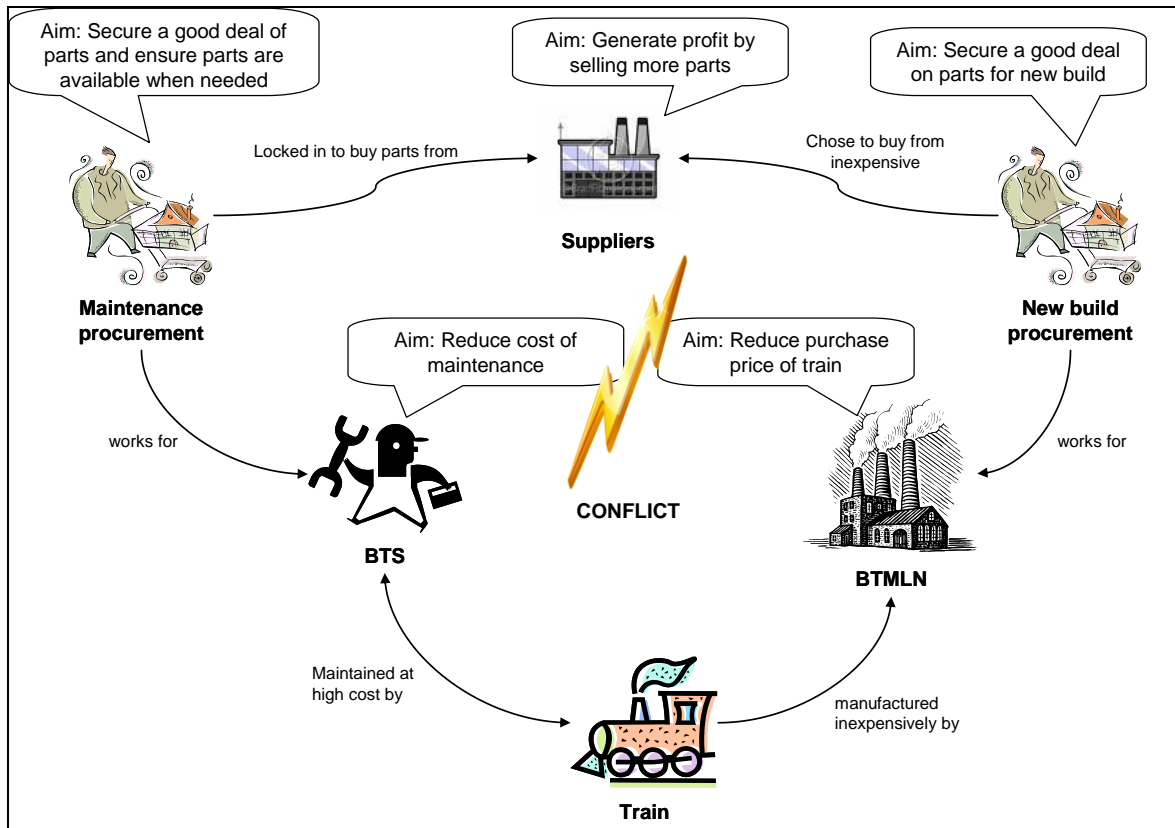 Aim: Secure a good deal of
parts and ensure parts are
available when needed
Aim: Generate profit by
selling more parts
Aim: Secure a good deal
on parts for new build
Locked in to buy parts from
Chose to buy from
inexpensive
Suppliers
Maintenance
procurement
New build
procurement
Aim: Reduce cost of
maintenance
Aim: Reduce purchase
price of train
works for
works for
CONFLICT
BTS
BTMLN
Maintained at
high cost by
manufactured
inexpensively by
Train